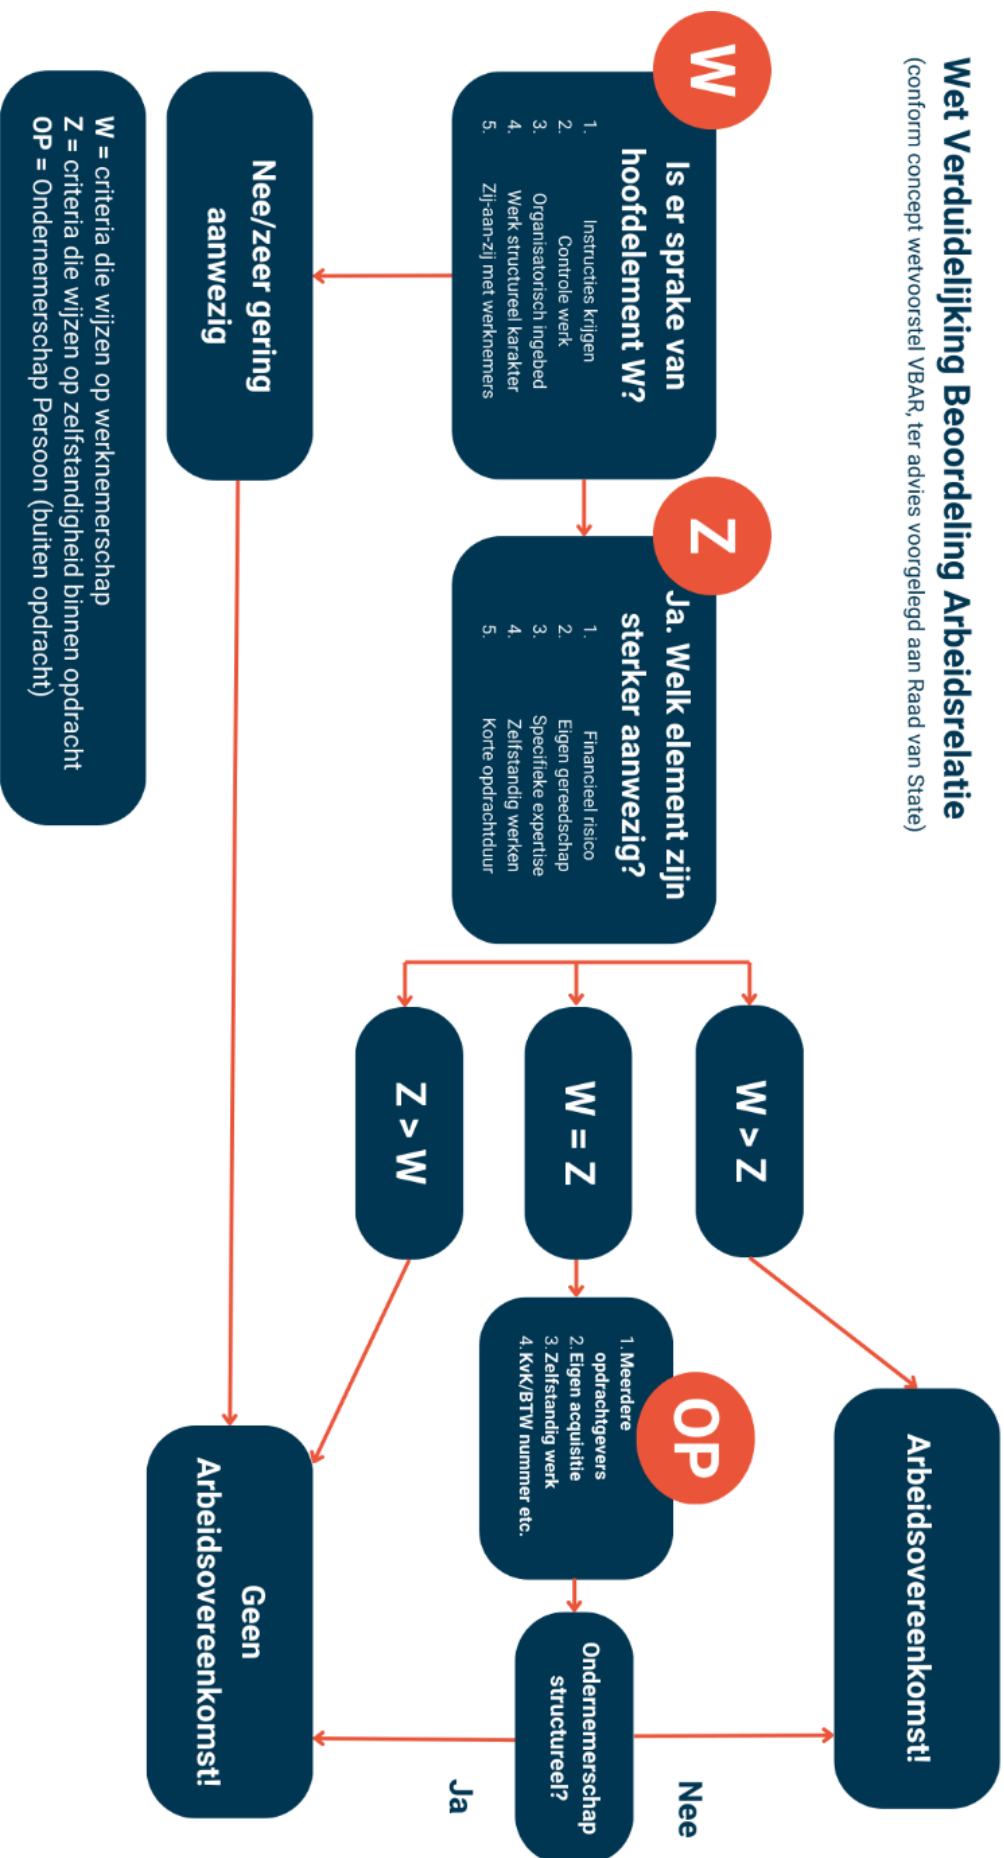 Wet Verduidelijking Beoordeling Arbeidsrelatie
(conform concept wetvoorstel VBAR, ter advies voorgelegd aan Raad van State)
W
Is er sprake van
hoofdelement W?
1. Instructies krijgen
2. Controle werk
3. Organisatorisch ingebed
4. Werk structureel karakter
5. Zij-aan-zij met werknemers
Z
Ja. Welk element zijn
sterker aanwezig?
1. Financieel risico
2. Eigen gereedschap
3. Specifieke expertise
4. Zelfstandig werken
5. Korte opdrachtduur
W > Z
W = Z
Z > W
OP
1. Meerdere
opdrachtgevers
2. Eigen acquisitie
3. Zelfstandig werk
4. KvK/BTW nummer etc.
Ondernemerschap
structureel?
Nee
Ja
Arbeidsovereenkomst!
Geen
Arbeidsovereenkomst!
Nee/zeer gering
aanwezig
W = criteria die wijzen op werknemerschap
Z = criteria die wijzen op zelfstandigheid binnen opdracht
OP = Ondernemerschap Persoon (buiten opdracht)